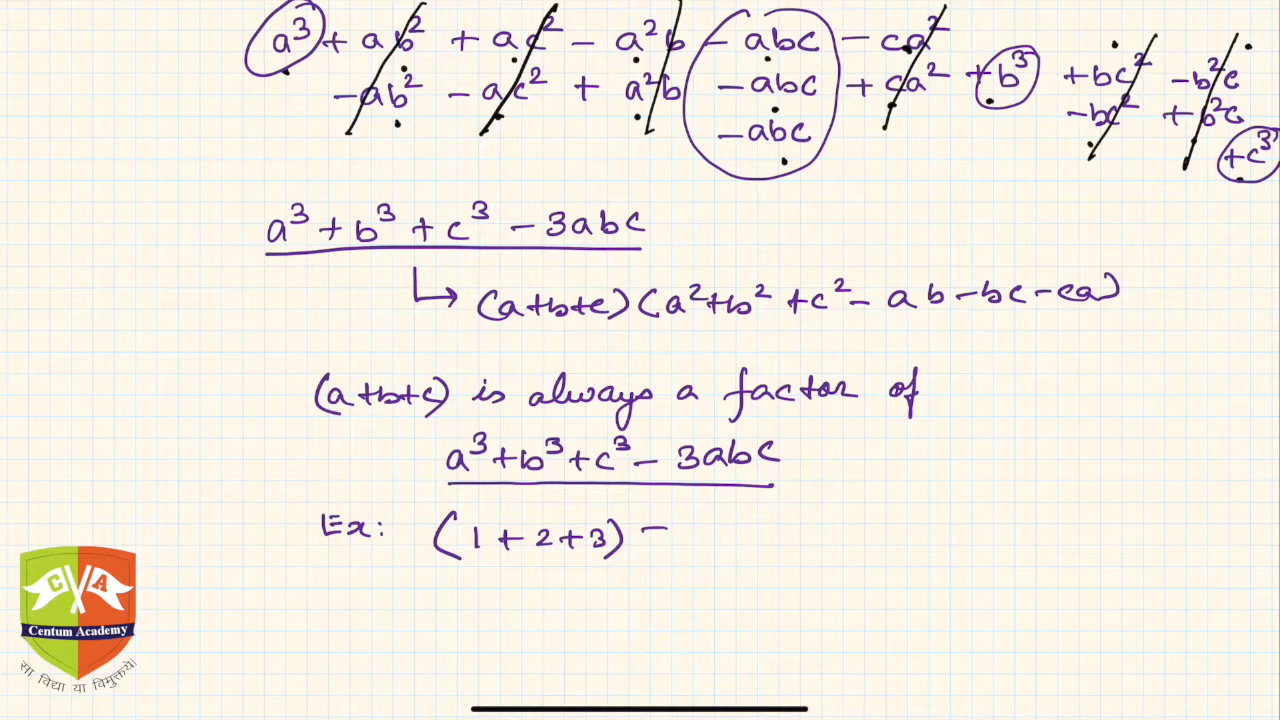 a³ + ab² + ac² - a²b - abc - ca²
-ab² - ac² + a²b - abc + ca² + b³ + bc² - b²c
- abc - bc² + b²c
+ c³
a³ + b³ + c³ - 3abc
↳ (a+b+c) (a² + b² + c² - ab - bc - ca)
(a+b+c) is always a factor of
a³ + b³ + c³ - 3abc
Ex: (1 + 2 + 3) -
C A
Centum Academy
सा विद्या या विमुक्तये